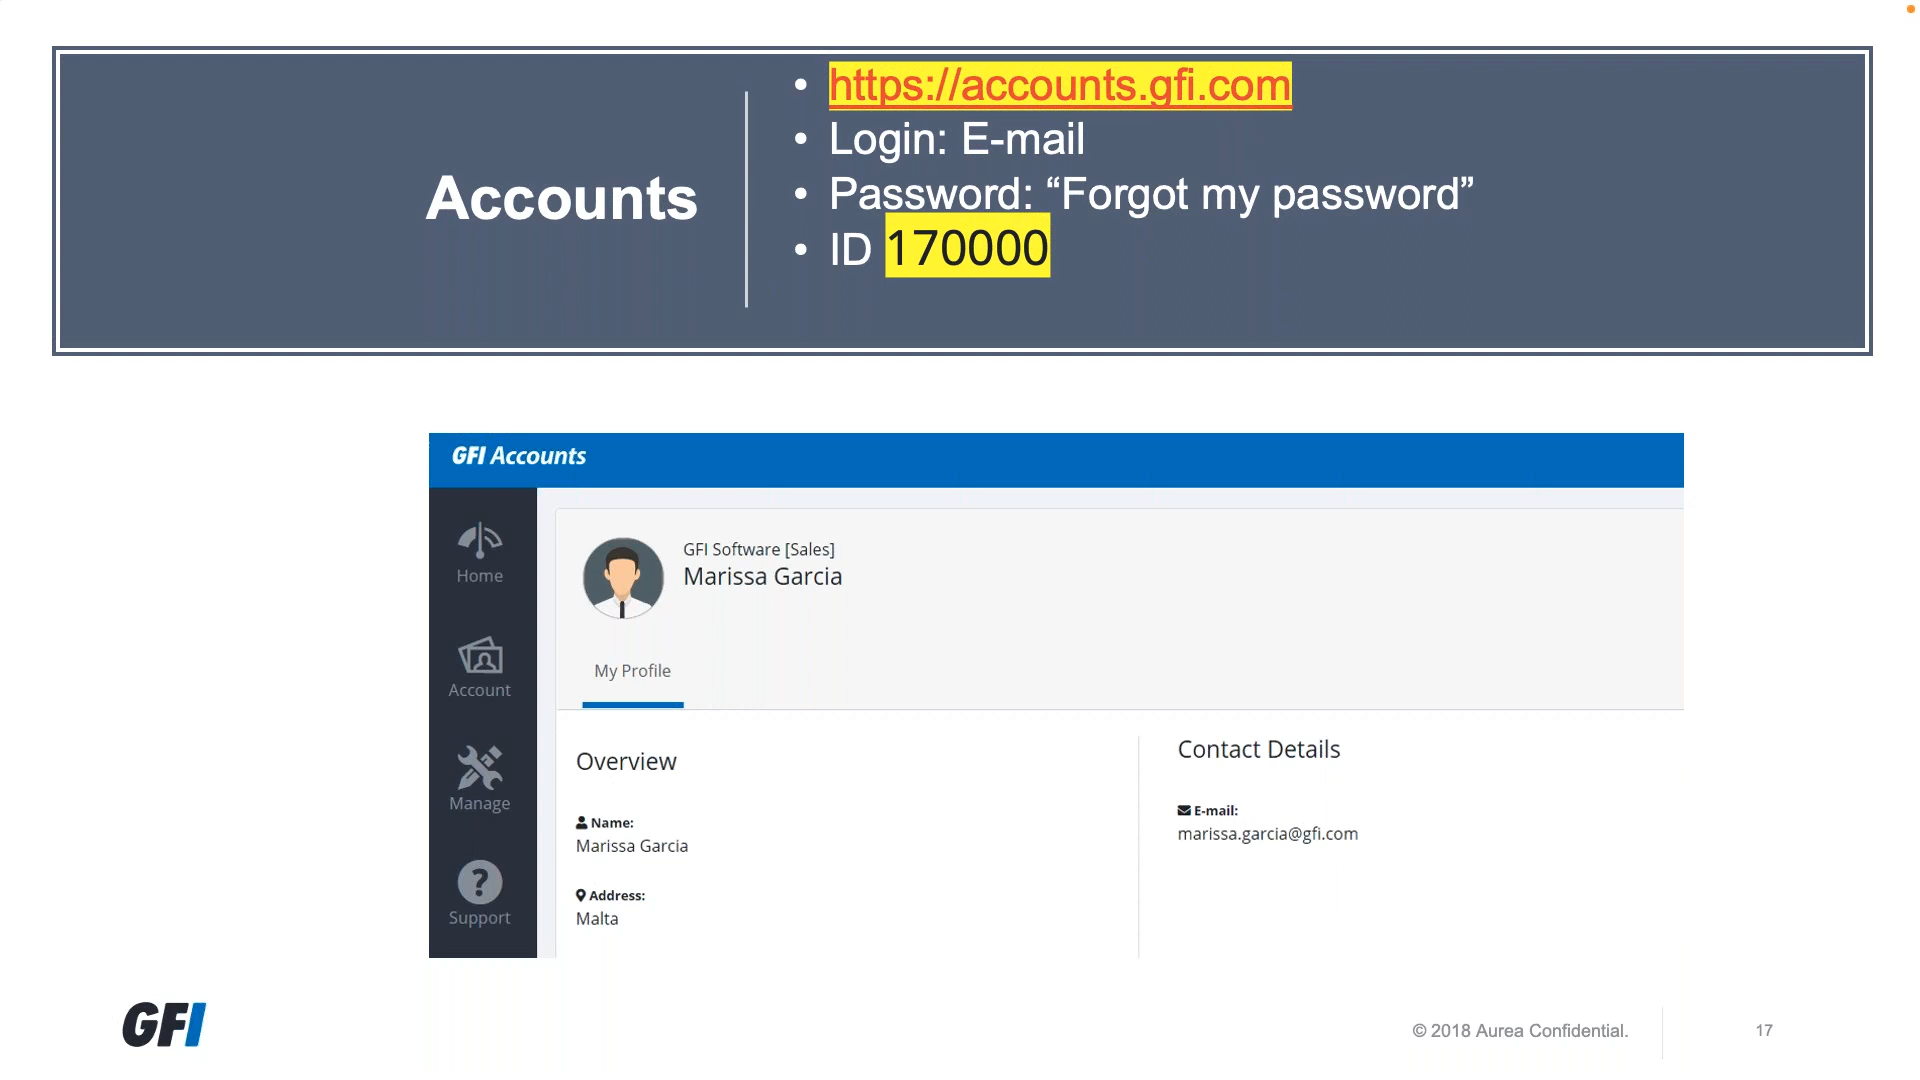 Accounts
• https://accounts.gfi.com
• Login: E-mail
• Password: “Forgot my password”
• ID 170000
GFI Accounts
Home
Account
Manage
Support
GFI Software [Sales]
Marissa Garcia
My Profile
Overview
Name:
Marissa Garcia
Address:
Malta
Contact Details
E-mail:
marissa.garcia@gfi.com
GFI
© 2018 Aurea Confidential.
17